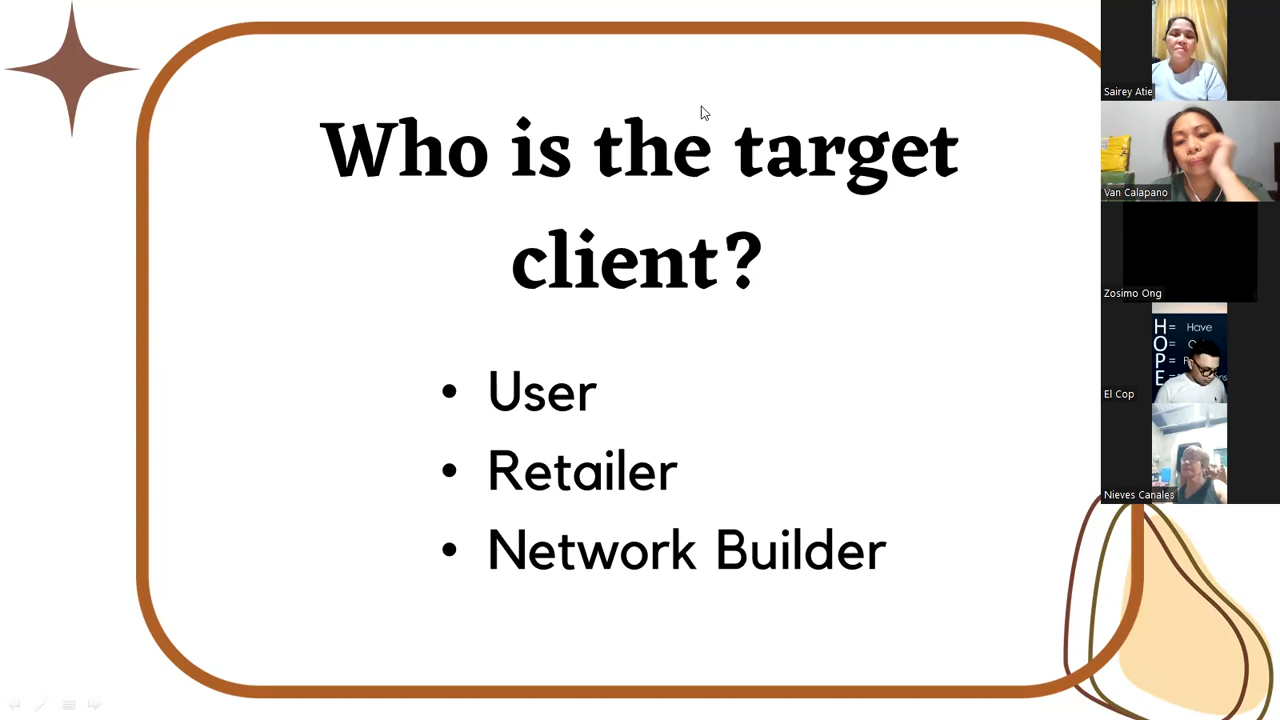 Who is the target
client?
• User
• Retailer
• Network Builder
Sairey Atie
Van Calapano
Zosimo Ong
H= Have
O=
P=
E=
El Cop
Nieves Canales